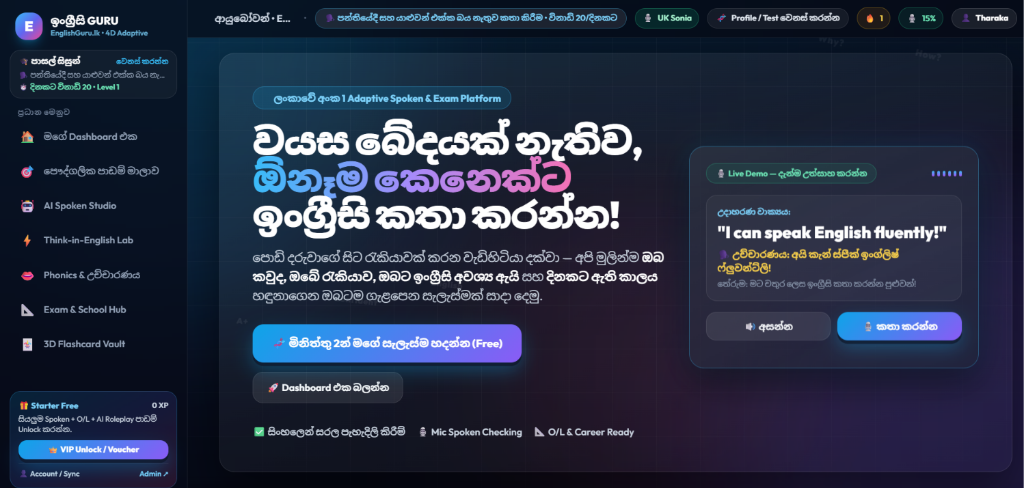 E
ඉංග්‍රීසි GURU
EnglishGuru.lk • 4D Adaptive
පාසල් සිසුන්
වෙනස් කරන්න
පන්තියේදී සහ යාළුවන් එක්ක බය නැ...
දිනකට විනාඩි 20 • Level 1
ප්‍රධාන මෙනුව
මගේ Dashboard එක
පෞද්ගලික පාඩම් මාලාව
AI Spoken Studio
Think-in-English Lab
Phonics & උච්චාරණය
Exam & School Hub
3D Flashcard Vault
Starter Free
0 XP
සියලුම Spoken + O/L + AI Roleplay පාඩම් Unlock කරන්න.
VIP Unlock / Voucher
Account / Sync
Admin ↗
ආයුබෝවන් • E...
පන්තියේදී සහ යාළුවන් එක්ක බය නැතුව කතා කිරීම • විනාඩි 20/දිනකට
UK Sonia
Profile / Test වෙනස් කරන්න
1
15%
Tharaka
ලංකාවේ අංක 1 Adaptive Spoken & Exam Platform
වයස බේදයක් නැතිව,
ඕනෑම කෙනෙක්ට
ඉංග්‍රීසි කතා කරන්න!
පොඩි දරුවාගේ සිට රැකියාවක් කරන වැඩිහිටියා දක්වා — අපි මුලින්ම ඔබ
කවුද, ඔබේ රැකියාව, ඔබට ඉංග්‍රීසි අවශ්‍ය ඇයි සහ දිනකට ඇති කාලය
හඳුනාගෙන ඔබටම ගැළපෙන සැලැස්මක් සාදා දෙමු.
මිනිත්තු 2න් මගේ සැලැස්ම හදන්න (Free)
Dashboard එක බලන්න
සිංහලෙන් සරල පැහැදිලි කිරීම්
Mic Spoken Checking
O/L & Career Ready
Live Demo — දැන්ම උත්සාහ කරන්න
උදාහරණ වාක්‍යය:
"I can speak English fluently!"
උච්චාරණය: අයි කෑන් ස්පීක් ඉංග්ලිෂ්
ෆ්ලුවන්ට්ලි!
තේරුම: මට චතුර ලෙස ඉංග්‍රීසි කතා කරන්න පුළුවන්!
අසන්න
කතා කරන්න